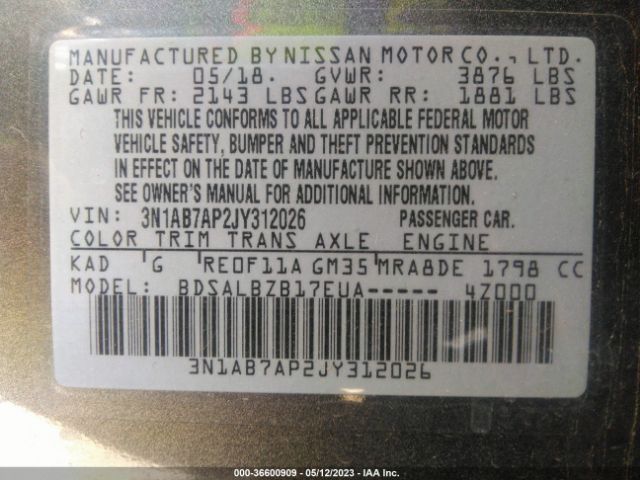 MANUFACTURED BY NISSAN MOTOR CO., LTD.
DATE: 05/18. GVWR: 3876 LBS
GAWR FR: 2143 LBS GAWR RR: 1881 LBS
THIS VEHICLE CONFORMS TO ALL APPLICABLE FEDERAL MOTOR
VEHICLE SAFETY, BUMPER AND THEFT PREVENTION STANDARDS
IN EFFECT ON THE DATE OF MANUFACTURE SHOWN ABOVE.
SEE OWNER'S MANUAL FOR ADDITIONAL INFORMATION.
VIN: 3N1AB7AP2JY312026 PASSENGER CAR.
COLOR TRIM TRANS AXLE ENGINE
KAD G RE0F11A GM35 MRA8DE 1798 CC
MODEL: BDSALBZB17EUA----- 4Z000
3N1AB7AP2JY312026
000-36600909 - 05/12/2023 - IAA Inc.